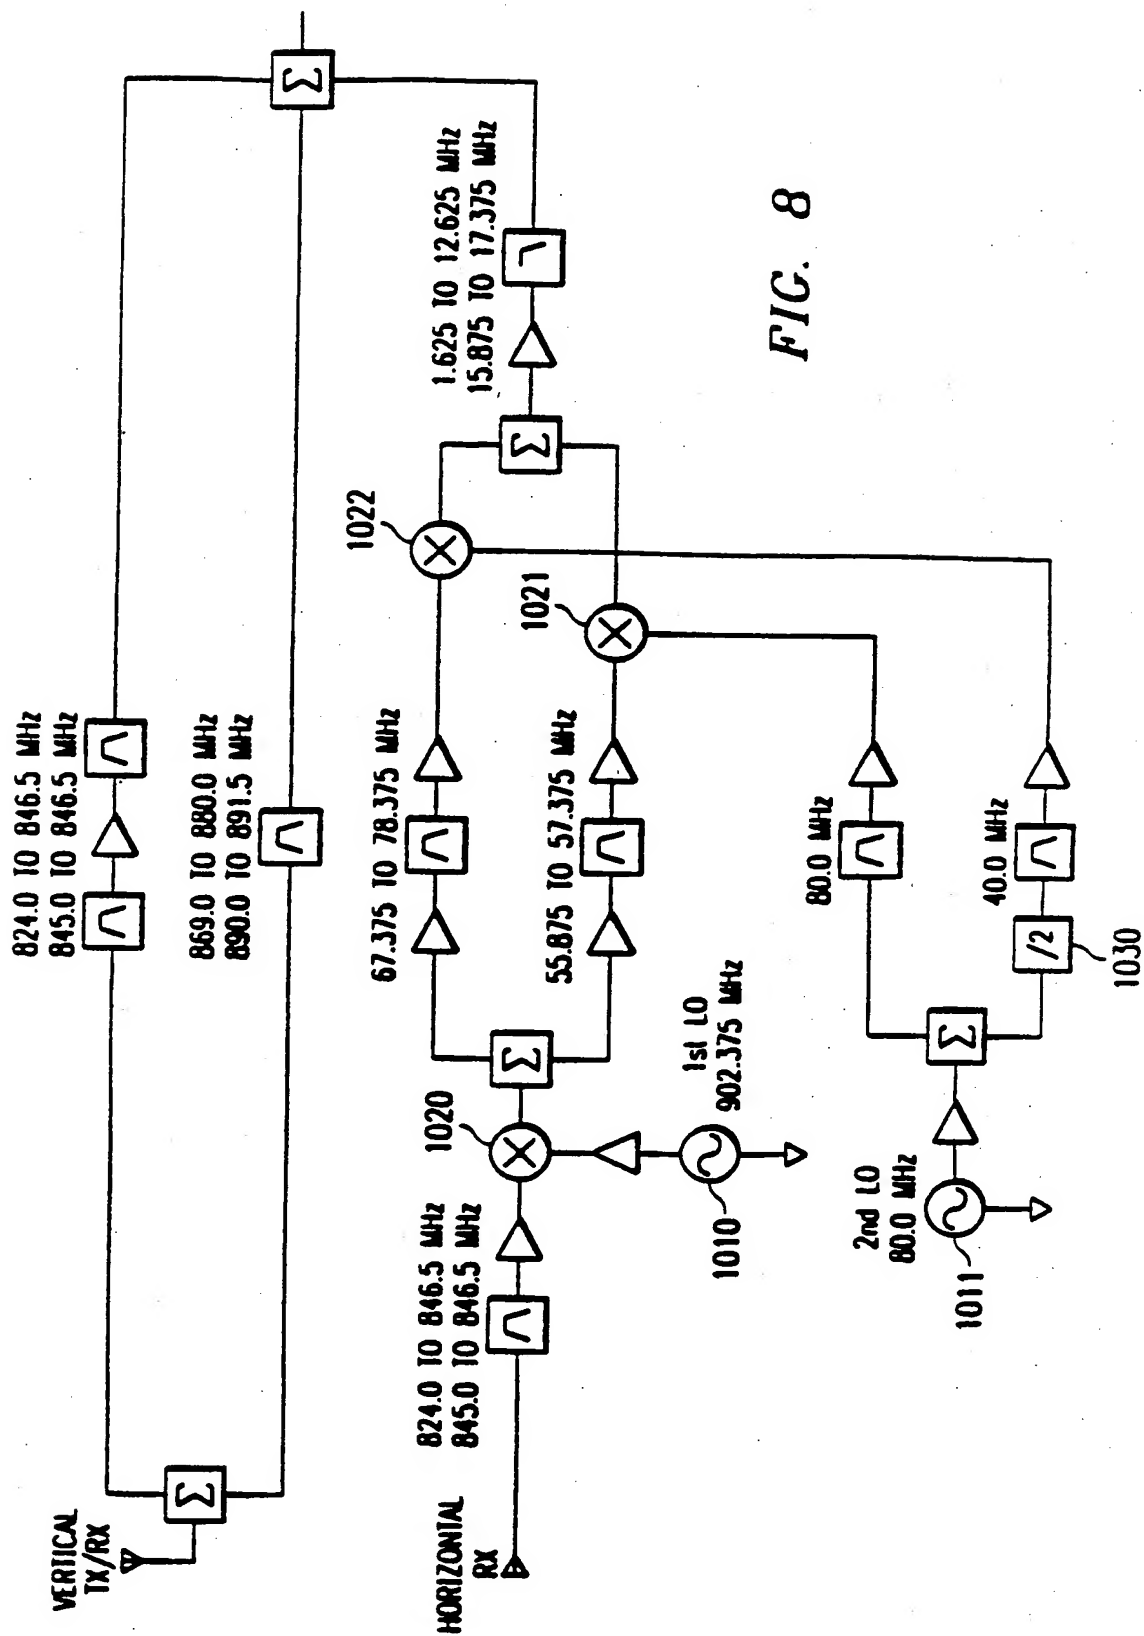 VERTICAL
TX/RX
Σ
824.0 TO 846.5 MHz
845.0 TO 846.5 MHz
869.0 TO 880.0 MHz
890.0 TO 891.5 MHz
Σ
HORIZONTAL
RX
824.0 TO 846.5 MHz
845.0 TO 846.5 MHz
1020
Σ
67.375 TO 78.375 MHz
1022
55.875 TO 57.375 MHz
1021
Σ
1.625 TO 12.625 MHz
15.875 TO 17.375 MHz
1010
1st LO
902.375 MHz
2nd LO
80.0 MHz
1011
Σ
80.0 MHz
/2
1030
40.0 MHz
FIG. 8